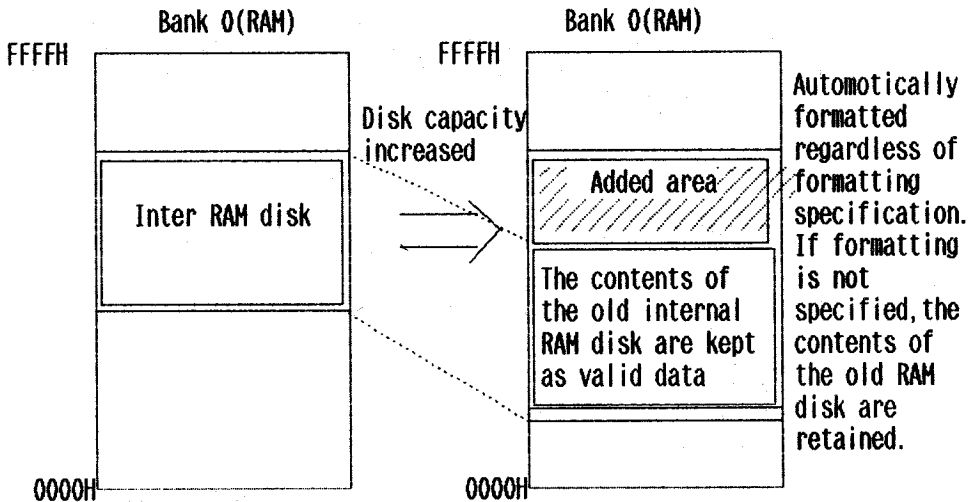 Bank 0(RAM)
FFFFH
Inter RAM disk
0000H
Disk capacity
increased
Bank 0(RAM)
FFFFH
Added area
The contents of
the old internal
RAM disk are kept
as valid data
0000H
Automotically
formatted
regardless of
formatting
specification.
If formatting
is not
specified, the
contents of
the old RAM
disk are
retained.